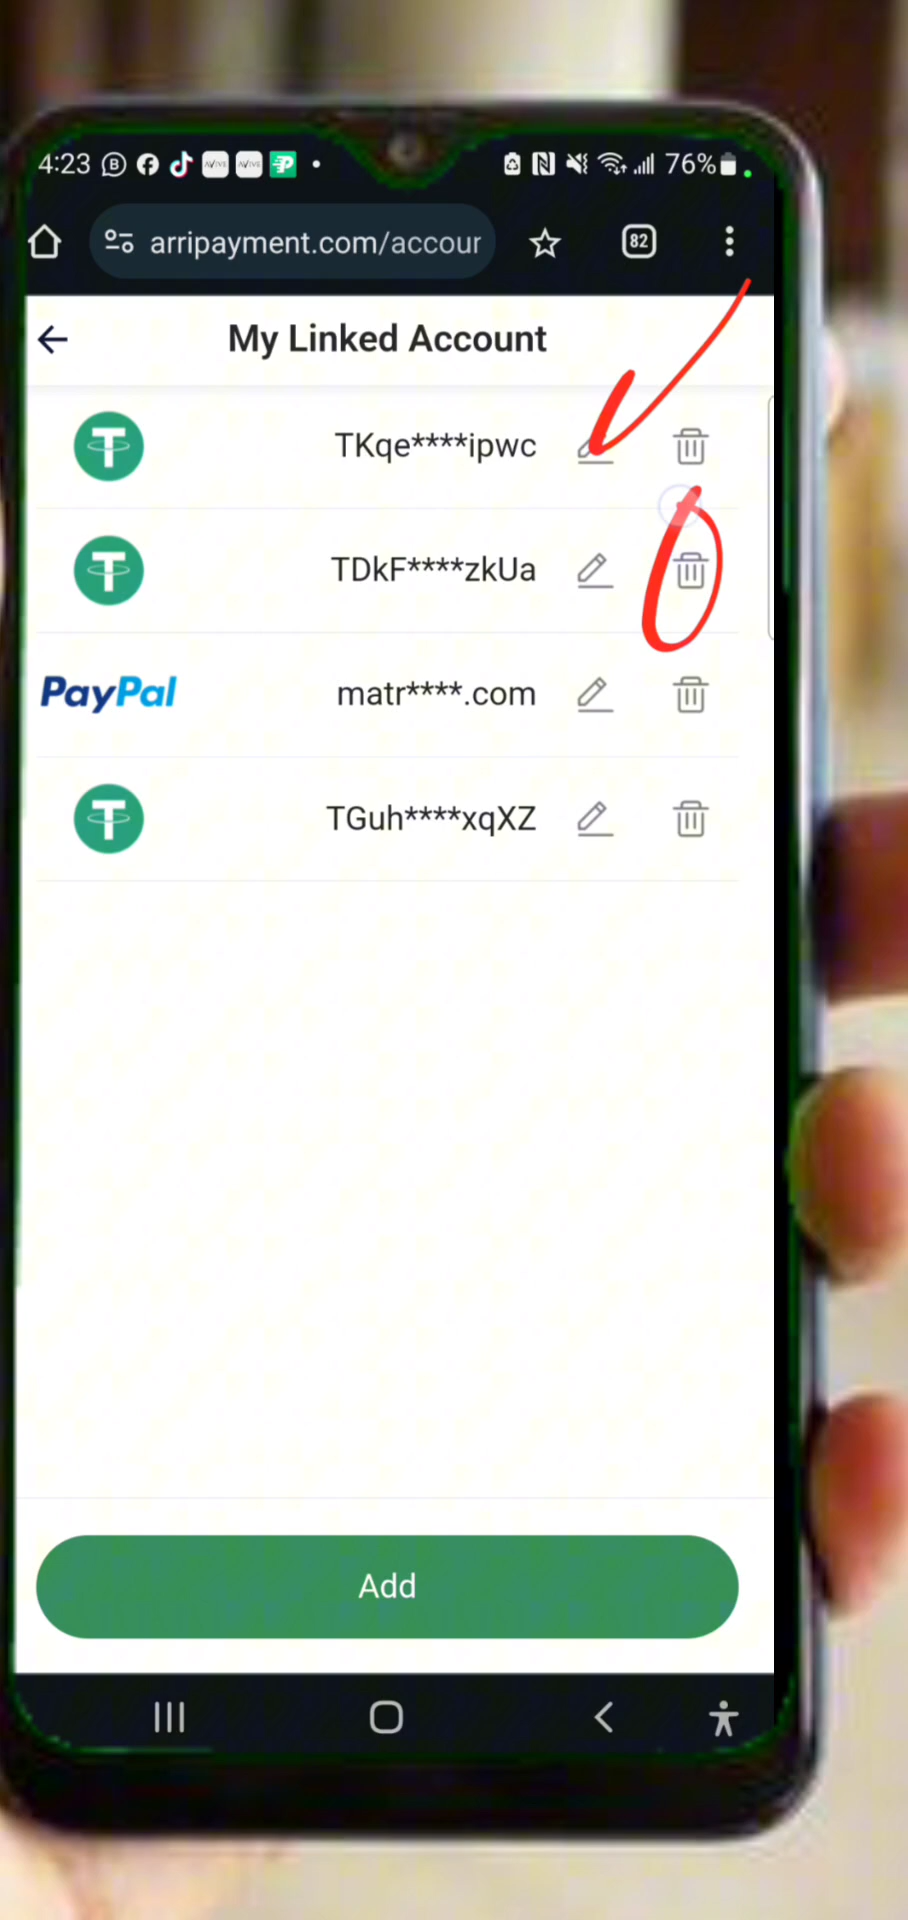 4:23 76%
arripayment.com/accour 82
My Linked Account
TKqe****ipwc
TDkF****zkUa
PayPal matr****.com
TGuh****xqXZ
Add